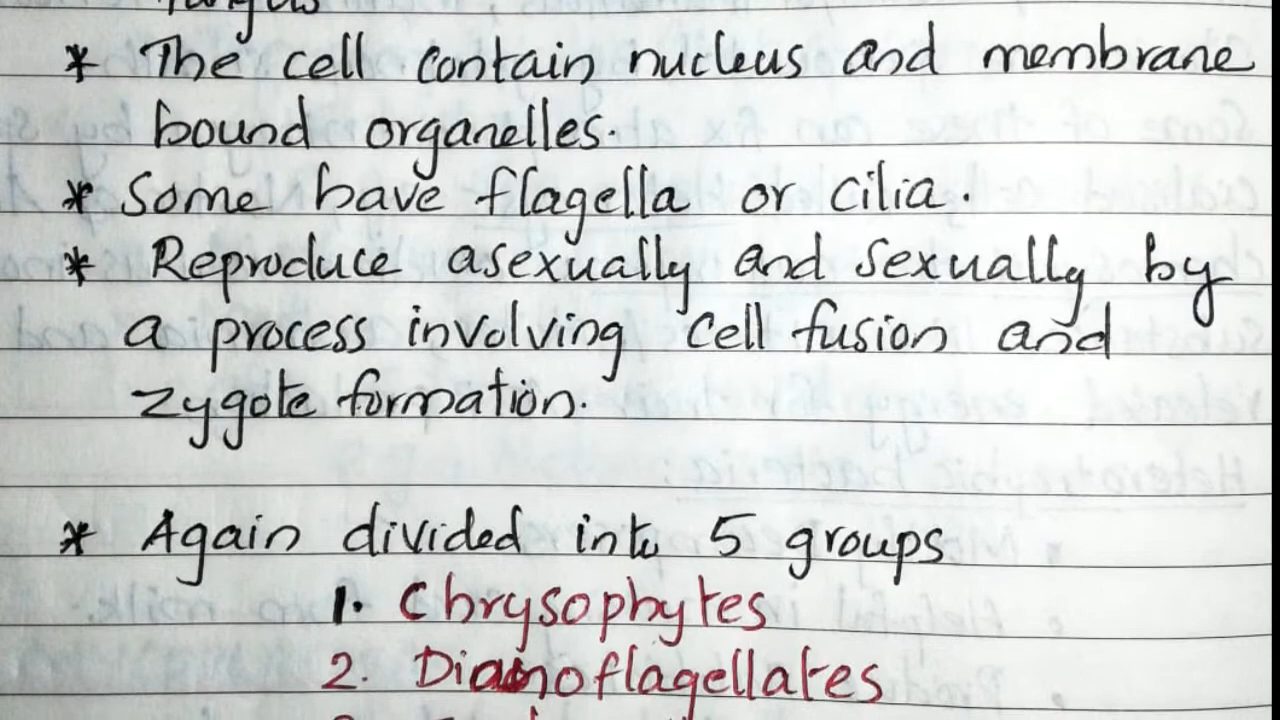 * The cell contain nucleus and membrane
bound organelles.
* Some have flagella or cilia.
* Reproduce asexually and sexually by
a process involving cell fusion and
zygote formation.
* Again divided into 5 groups
1. Chrysophytes
2. Dianoflagellates